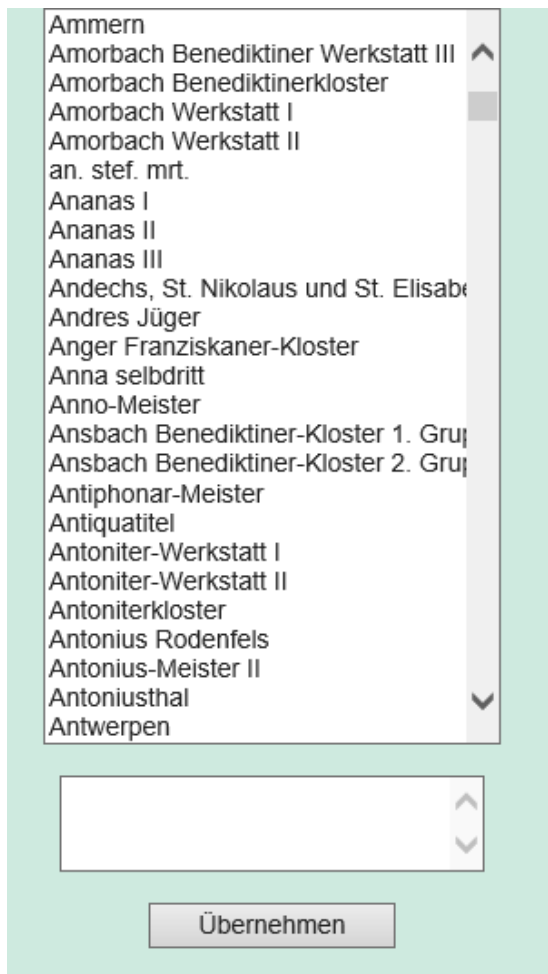 Ammern
Amorbach Benediktiner Werkstatt III
Amorbach Benediktinerkloster
Amorbach Werkstatt I
Amorbach Werkstatt II
an. stef. mrt.
Ananas I
Ananas II
Ananas III
Andechs, St. Nikolaus und St. Elisabe
Andres Jüger
Anger Franziskaner-Kloster
Anna selbdritt
Anno-Meister
Ansbach Benediktiner-Kloster 1. Grup
Ansbach Benediktiner-Kloster 2. Grup
Antiphonar-Meister
Antiquatitel
Antoniter-Werkstatt I
Antoniter-Werkstatt II
Antoniterkloster
Antonius Rodenfels
Antonius-Meister II
Antoniusthal
Antwerpen
Übernehmen